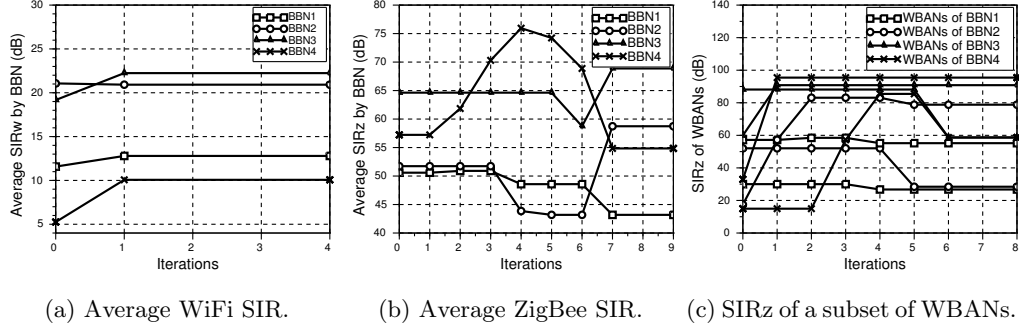 Average SIRw by BBN (dB)
30
25
20
15
10
5
0
1
2
3
4
Iterations
BBN1
BBN2
BBN3
BBN4
(a) Average WiFi SIR.
Average SIRz by BBN (dB)
80
75
70
65
60
55
50
45
40
0
1
2
3
4
5
6
7
8
9
Iterations
BBN1
BBN2
BBN3
BBN4
(b) Average ZigBee SIR.
SIRz of WBANs (dB)
140
120
100
80
60
40
20
0
0
1
2
3
4
5
6
7
8
Iterations
WBANs of BBN1
WBANs of BBN2
WBANs of BBN3
WBANs of BBN4
(c) SIRz of a subset of WBANs.